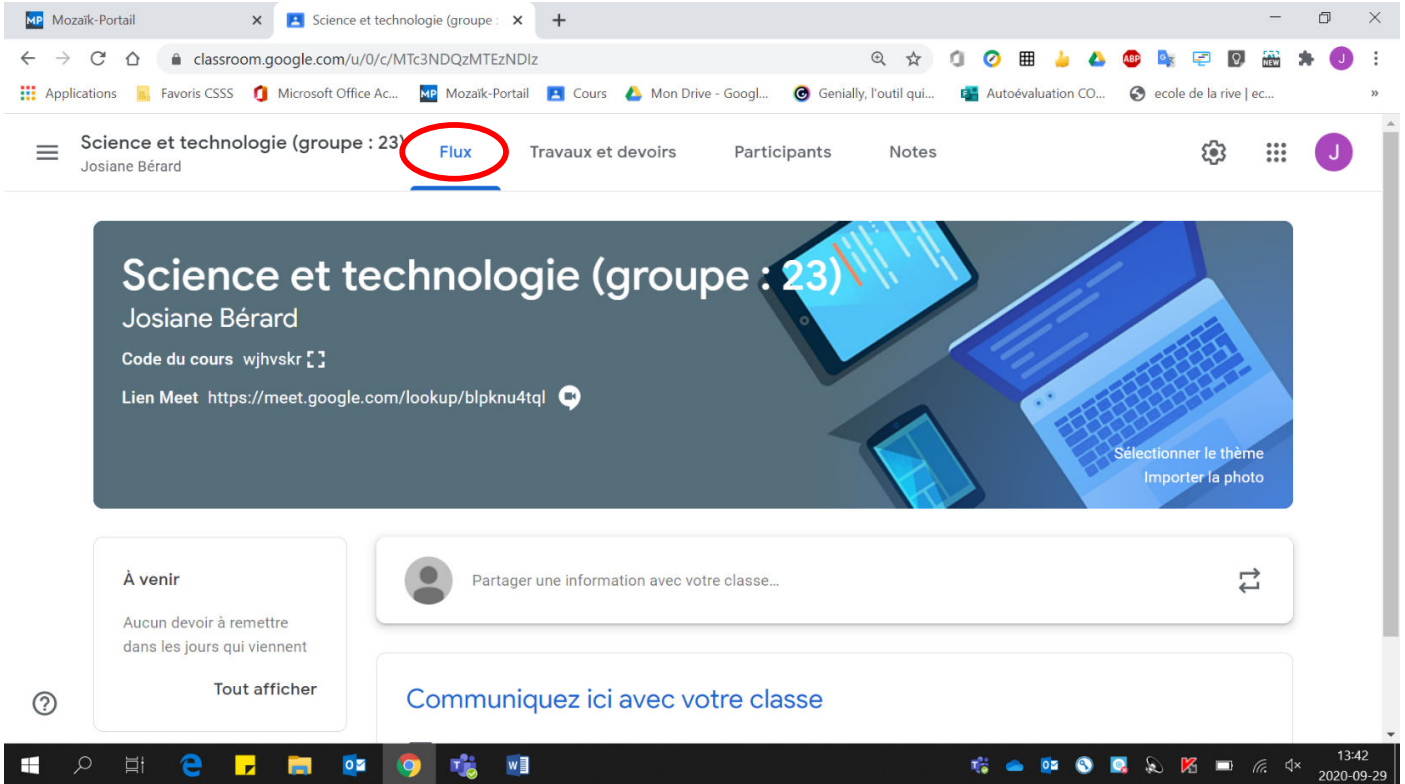 MP Mozaïk-Portail
Science et technologie (groupe :
classroom.google.com/u/0/c/MTc3NDQzMTEzNDIz
ABP
NEW
J
Applications
Favoris CSSS
Microsoft Office Ac...
MP Mozaïk-Portail
Cours
Mon Drive - Googl...
Genially, l'outil qui...
Autoévaluation CO...
ecole de la rive | ec...
»
Science et technologie (groupe : 23)
Josiane Bérard
Flux
Travaux et devoirs
Participants
Notes
J
Science et technologie (groupe : 23)
Josiane Bérard
Code du cours wjhvskr
Lien Meet https://meet.google.com/lookup/blpknu4tql
Sélectionner le thème
Importer la photo
À venir
Aucun devoir à remettre
dans les jours qui viennent
Tout afficher
Partager une information avec votre classe...
Communiquez ici avec votre classe
13:42
2020-09-29